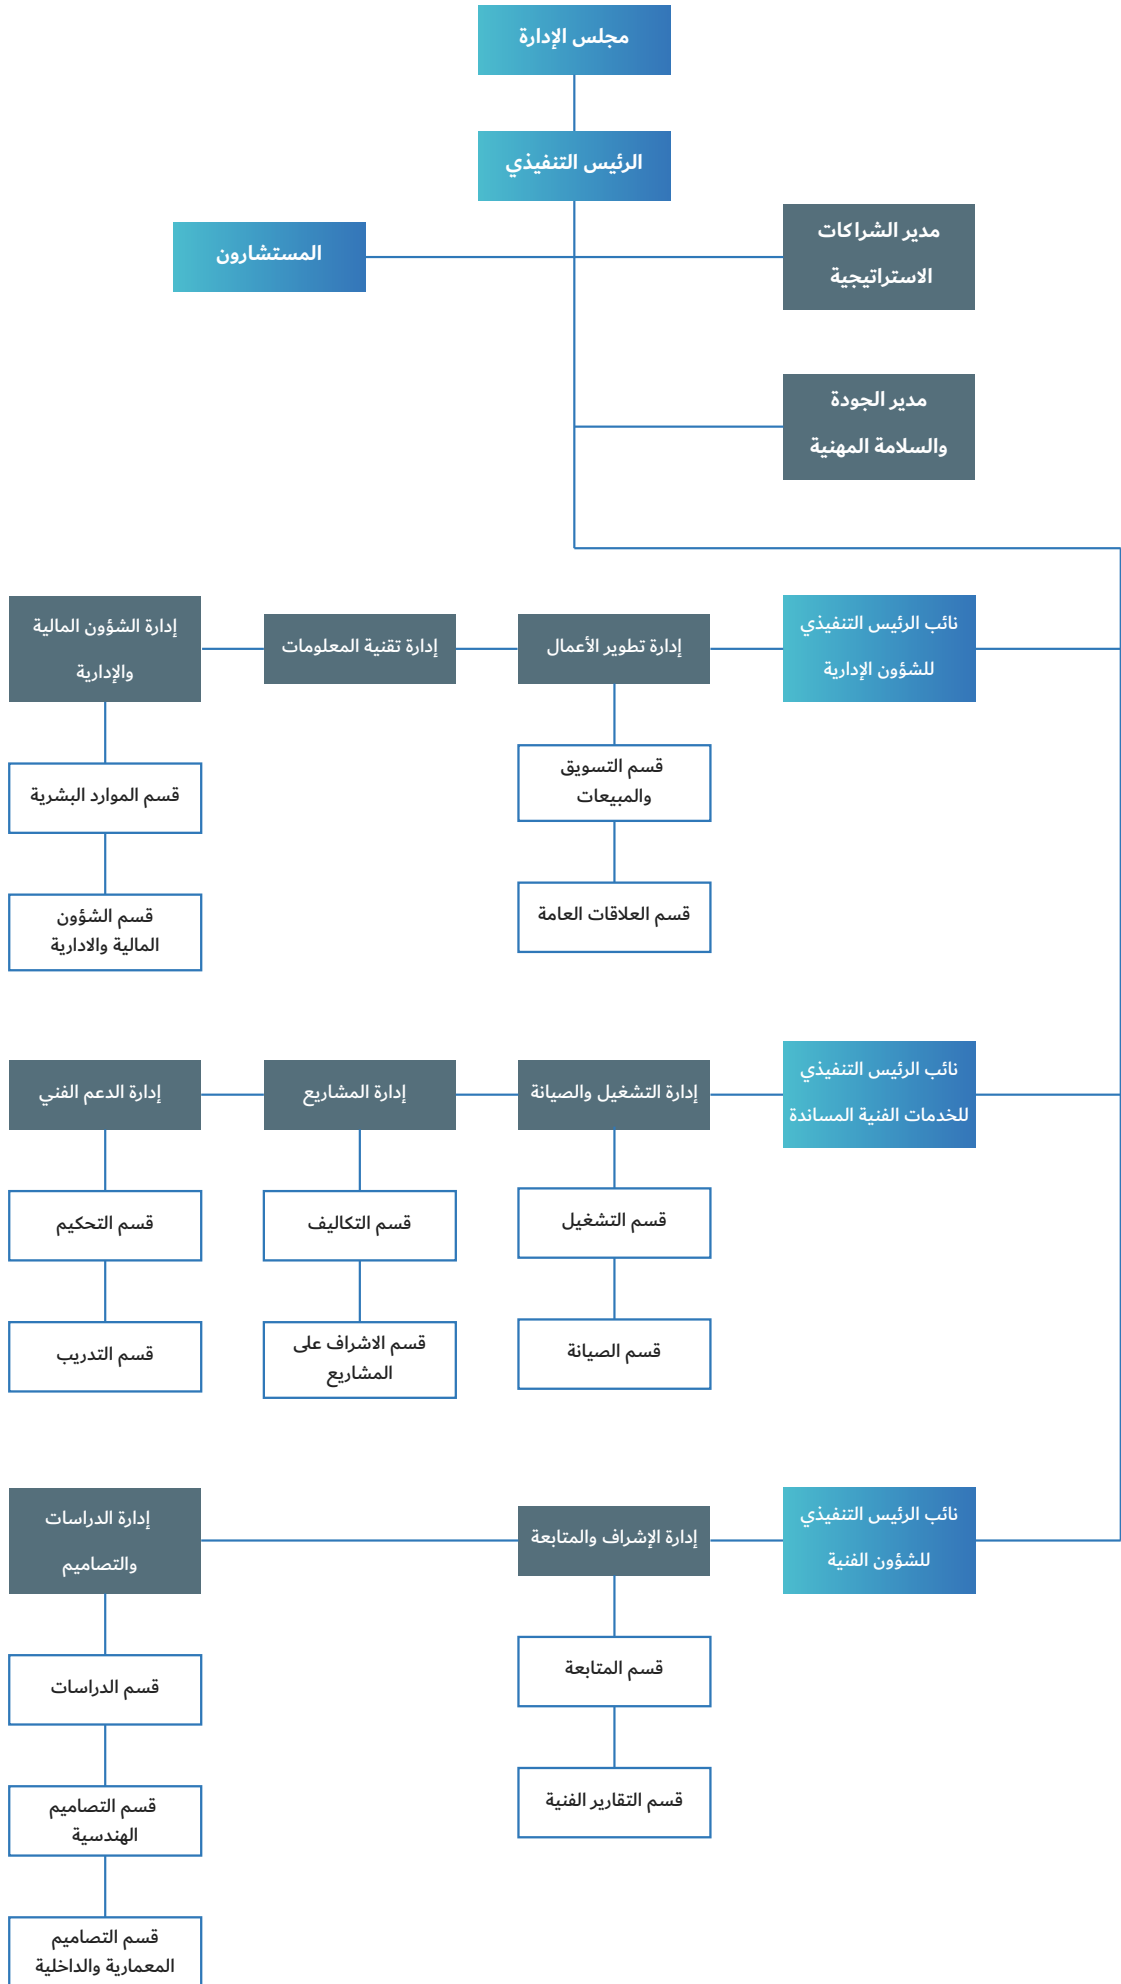 مجلس الإدارة
الرئيس التنفيذي
مدير الشراكات
الاستراتيجية
المستشارون
مدير الجودة
والسلامة المهنية
نائب الرئيس التنفيذي
للشؤون الإدارية
إدارة تطوير الأعمال
إدارة تقنية المعلومات
إدارة الشؤون المالية
والإدارية
قسم التسويق
والمبيعات
قسم الموارد البشرية
قسم العلاقات العامة
قسم الشؤون
المالية والادارية
نائب الرئيس التنفيذي
للخدمات الفنية المساندة
إدارة التشغيل والصيانة
إدارة المشاريع
إدارة الدعم الفني
قسم التشغيل
قسم التكاليف
قسم التحكيم
قسم الصيانة
قسم الاشراف على
المشاريع
قسم التدريب
نائب الرئيس التنفيذي
للشؤون الفنية
إدارة الإشراف والمتابعة
إدارة الدراسات
والتصاميم
قسم المتابعة
قسم الدراسات
قسم التقارير الفنية
قسم التصاميم
الهندسية
قسم التصاميم
المعمارية والداخلية